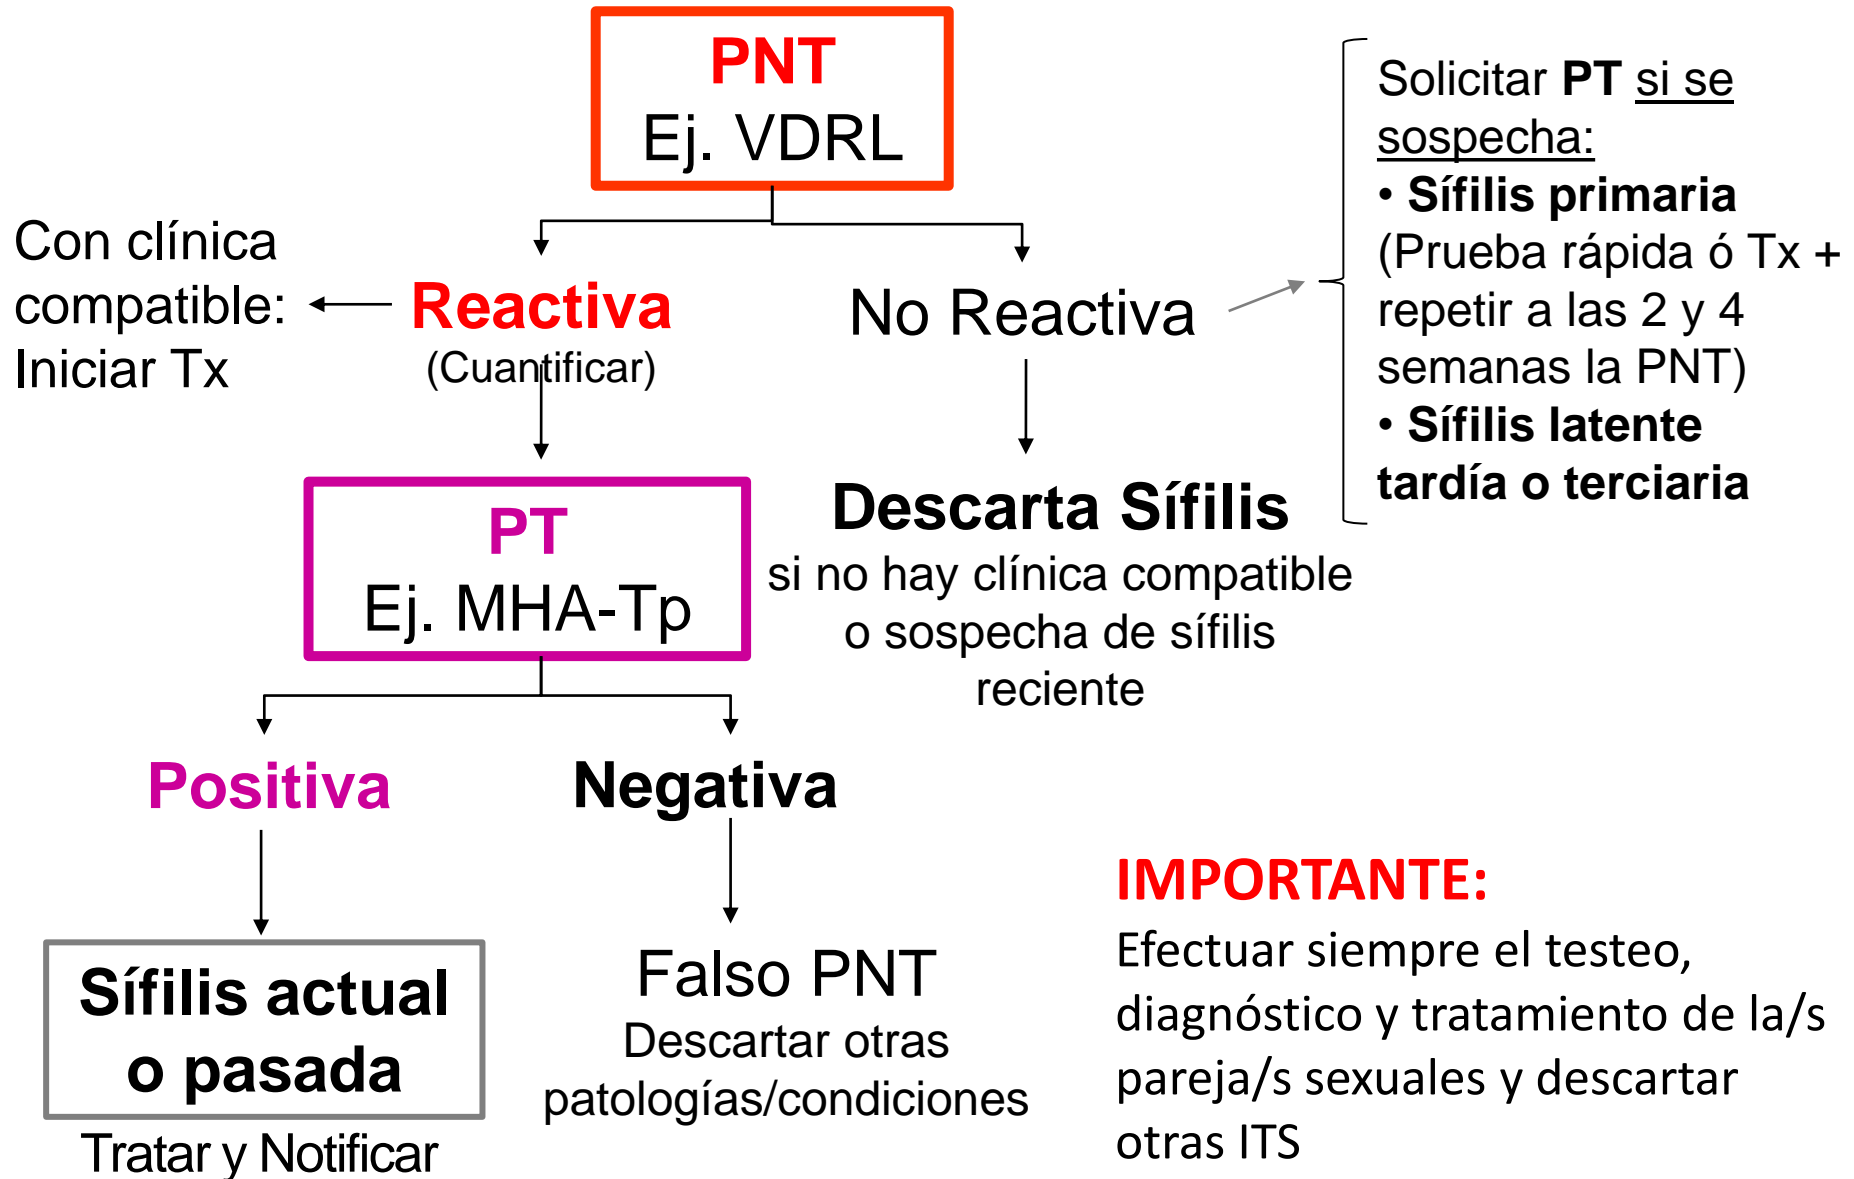 PNT
Ej. VDRL
Solicitar PT si se
sospecha:
• Sífilis primaria
(Prueba rápida ó Tx +
repetir a las 2 y 4
semanas la PNT)
• Sífilis latente
tardía o terciaria
Con clínica
compatible:
Iniciar Tx
Reactiva
(Cuantificar)
No Reactiva
PT
Ej. MHA-Tp
Descarta Sífilis
si no hay clínica compatible
o sospecha de sífilis
reciente
Positiva
Negativa
Sífilis actual
o pasada
Tratar y Notificar
Falso PNT
Descartar otras
patologías/condiciones
IMPORTANTE:
Efectuar siempre el testeo,
diagnóstico y tratamiento de la/s
pareja/s sexuales y descartar
otras ITS